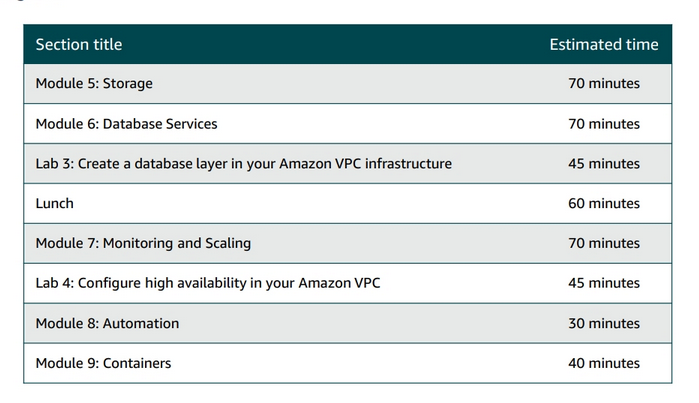 Section title Estimated time
Module 5: Storage 70 minutes
Module 6: Database Services 70 minutes
Lab 3: Create a database layer in your Amazon VPC infrastructure 45 minutes
Lunch 60 minutes
Module 7: Monitoring and Scaling 70 minutes
Lab 4: Configure high availability in your Amazon VPC 45 minutes
Module 8: Automation 30 minutes
Module 9: Containers 40 minutes